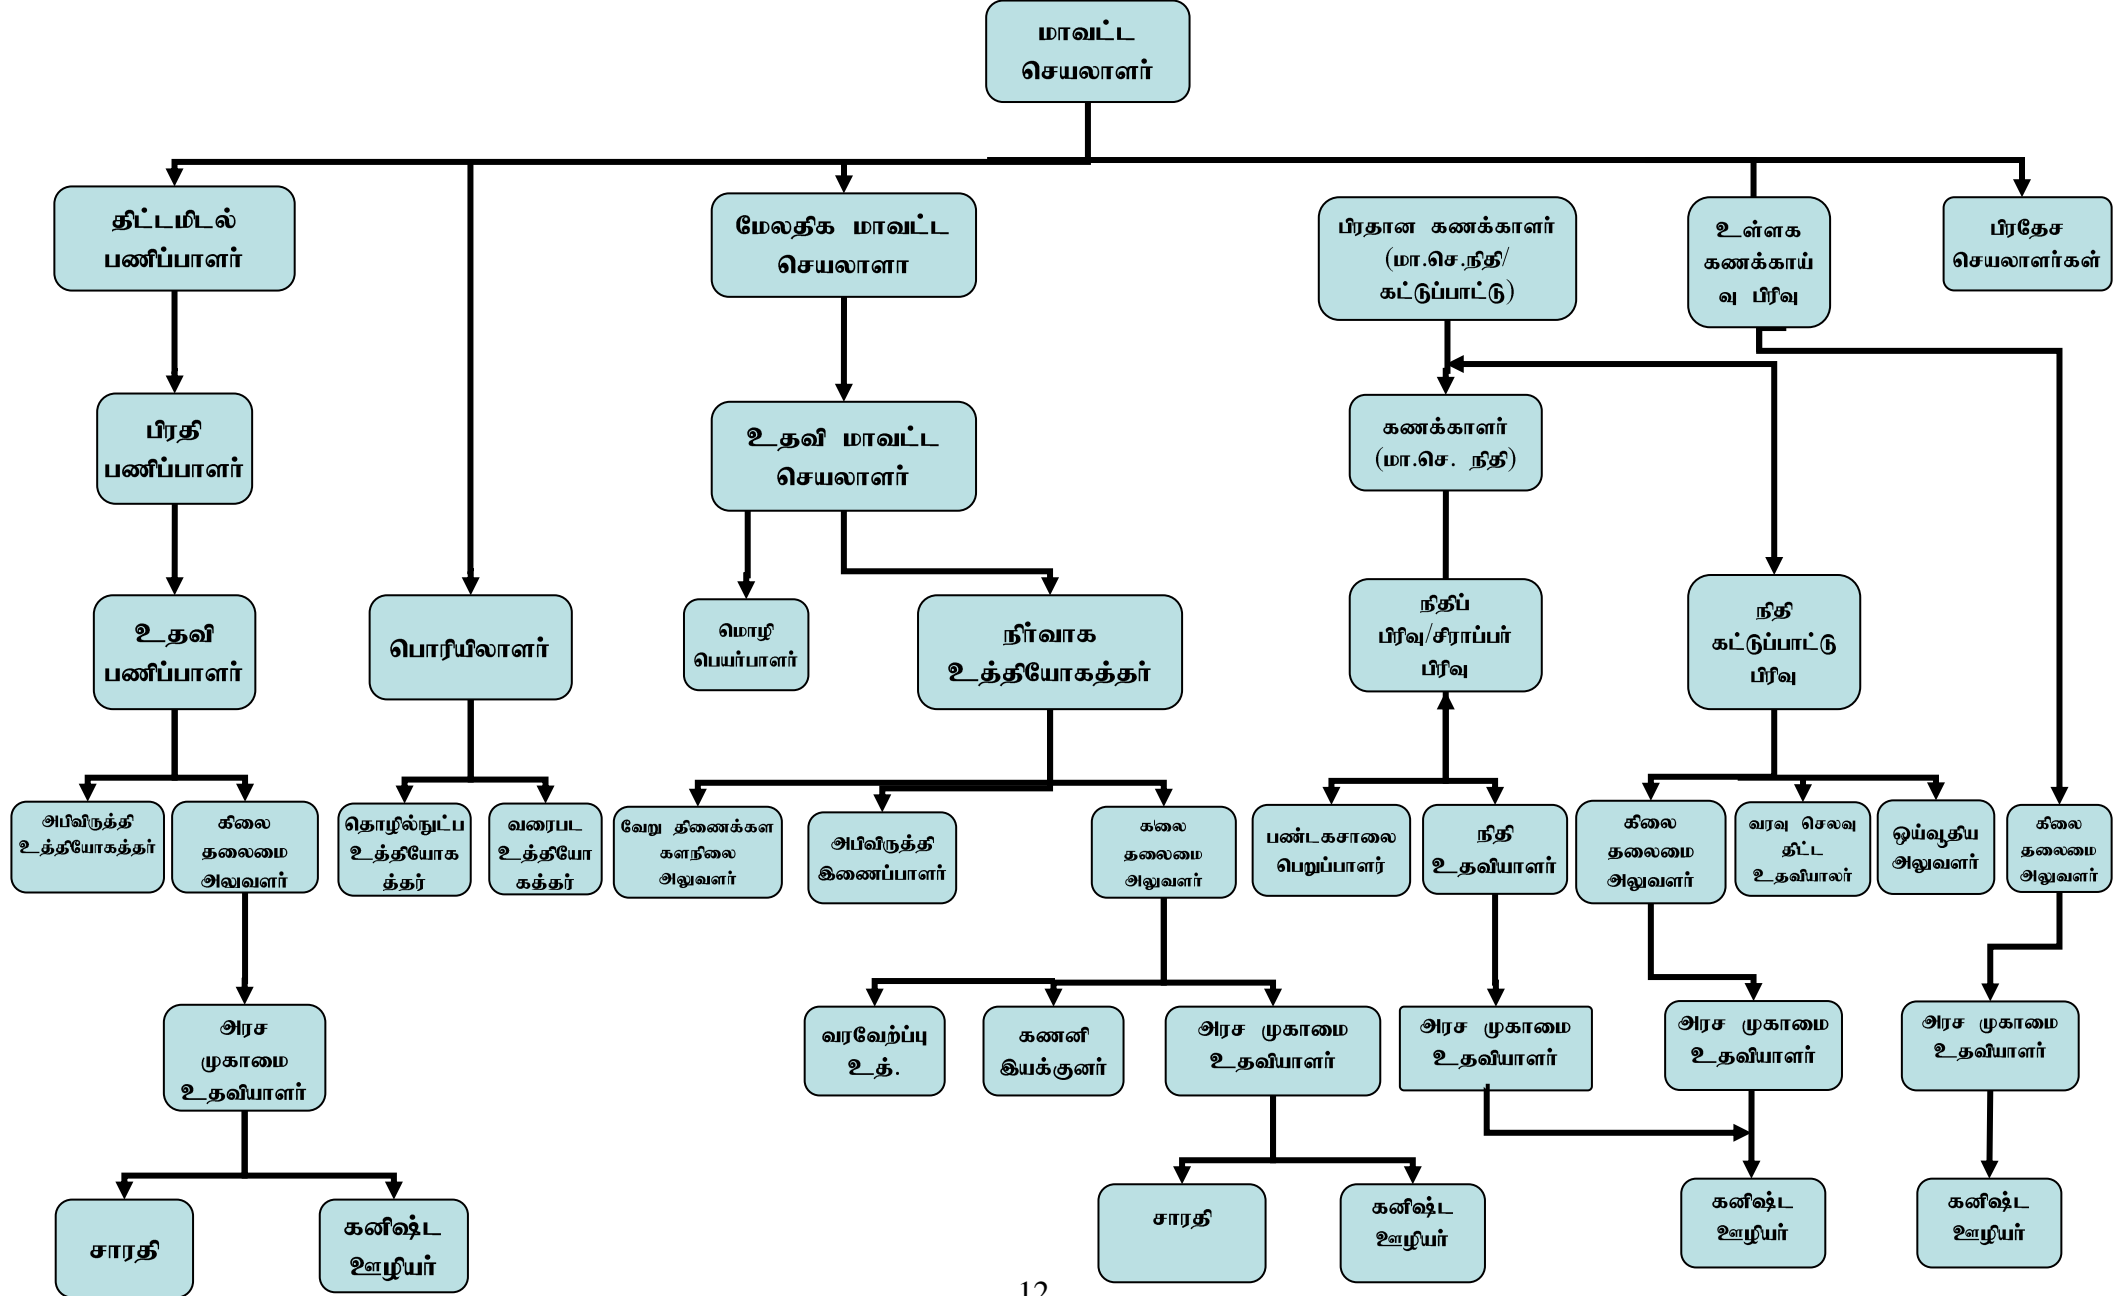 மாவட்ட
செயலாளர்
திட்டமிடல்
பணிப்பாளர்
மேலதிக மாவட்ட
செயலாளா
பிரதான கணக்காளர்
(மா.செ.நிதி/
கட்டுப்பாட்டு)
உள்ளக
கணக்காய்
வு பிரிவு
பிரதேச
செயலாளர்கள்
பிரதி
பணிப்பாளர்
உதவி மாவட்ட
செயலாளர்
கணக்காளர்
(மா.செ. நிதி)
உதவி
பணிப்பாளர்
பொரியிலாளர்
மொழி
பெயர்பாளர்
நிர்வாக
உத்தியோகத்தர்
நிதிப்
பிரிவு/சிராப்பர்
பிரிவு
நிதி
கட்டுப்பாட்டு
பிரிவு
அபிவிருத்தி
உத்தியோகத்தர்
கிலை
தலைமை
அலுவளர்
தொழில்நுட்ப
உத்தியோக
த்தர்
வரைபட
உத்தியோ
கத்தர்
வேறு திணைக்கள
களநிலை
அலுவளர்
அபிவிருத்தி
இணைப்பாளர்
கலை
தலைமை
அலுவளர்
பண்டகசாலை
பெறுப்பாளர்
நிதி
உதவியாளர்
கிலை
தலைமை
அலுவளர்
வரவு செலவு
திட்ட
உதவியாலர்
ஒய்வூதிய
அலுவளர்
கிலை
தலைமை
அலுவளர்
அரச
முகாமை
உதவியாளர்
வரவேற்ப்பு
உத்.
கணனி
இயக்குனர்
அரச முகாமை
உதவியாளர்
அரச முகாமை
உதவியாளர்
அரச முகாமை
உதவியாளர்
அரச முகாமை
உதவியாளர்
சாரதி
கனிஷ்ட
ஊழியர்
சாரதி
கனிஷ்ட
ஊழியர்
கனிஷ்ட
ஊழியர்
கனிஷ்ட
ஊழியர்
12